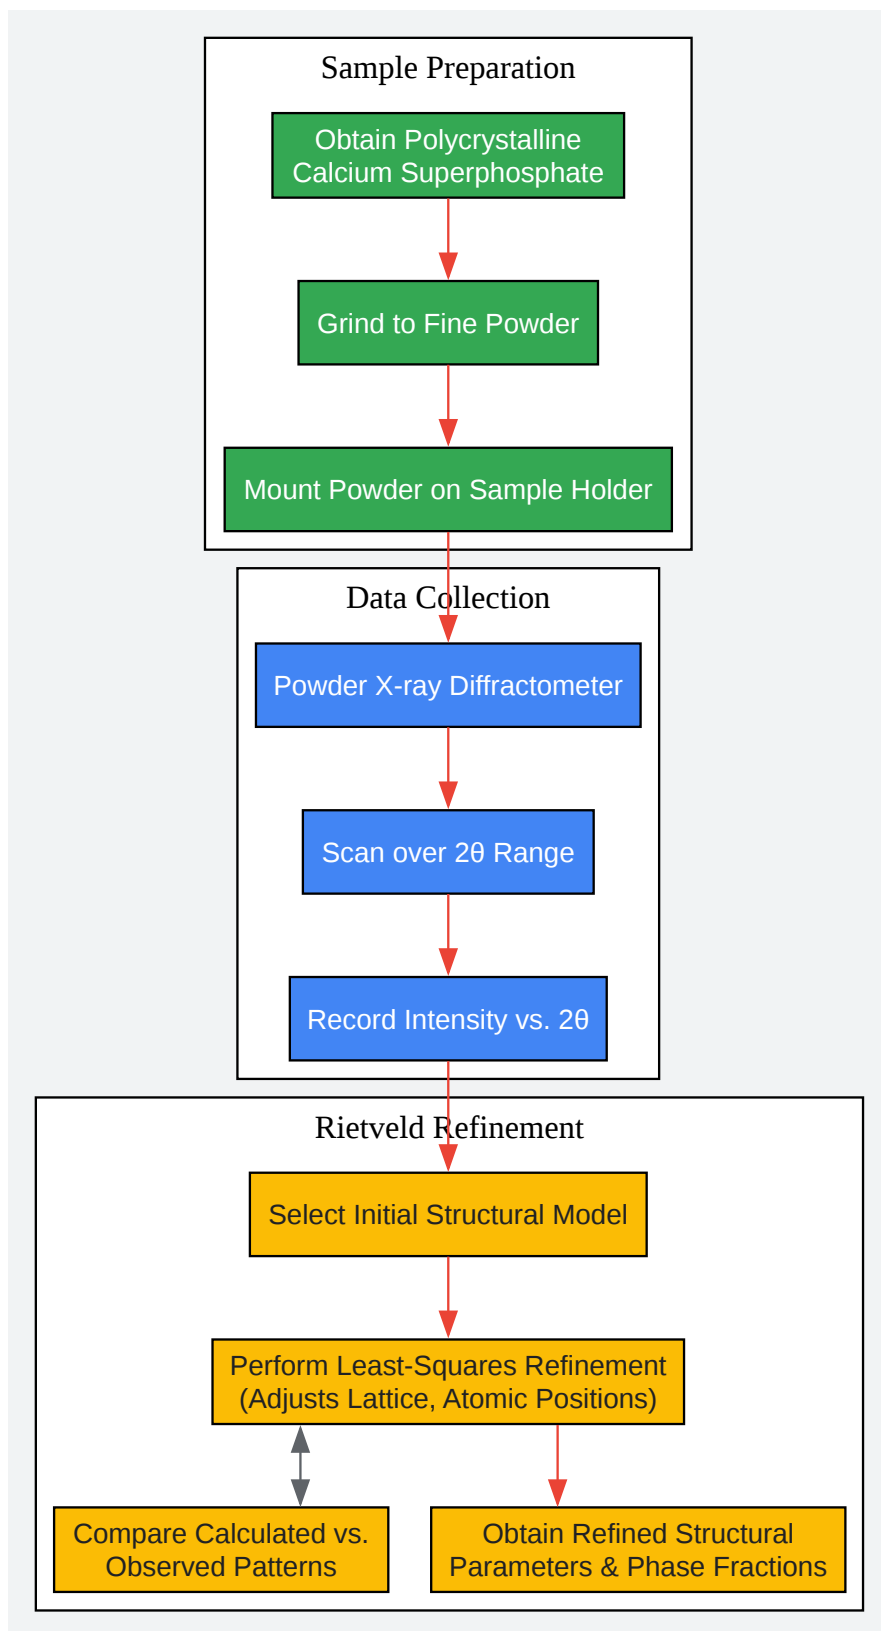 Sample Preparation
Obtain Polycrystalline
Calcium Superphosphate
Grind to Fine Powder
Mount Powder on Sample Holder
Data Collection
Powder X-ray Diffractometer
Scan over 2θ Range
Record Intensity vs. 2θ
Rietveld Refinement
Select Initial Structural Model
Perform Least-Squares Refinement
(Adjusts Lattice, Atomic Positions)
Compare Calculated vs.
Observed Patterns
Obtain Refined Structural
Parameters & Phase Fractions